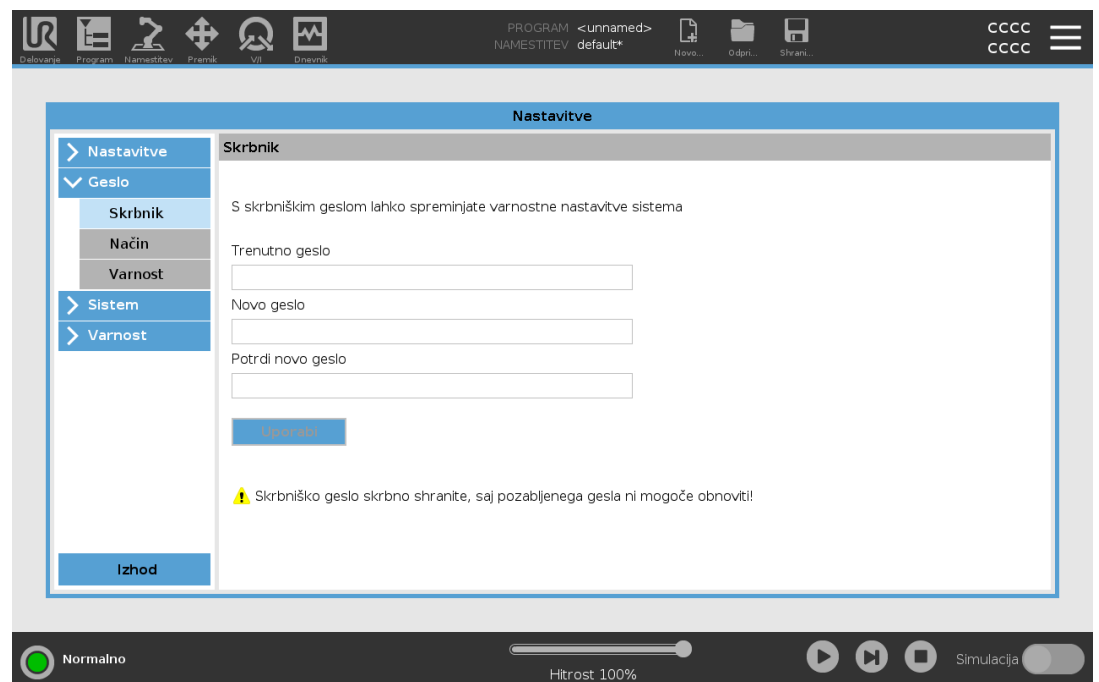 UR
PROGRAM <unnamed>
NAMESTITEV default*
cccc
cccc
Delovanje Program Namestitev Premik V/I Dnevnik Novo... Odpri... Shrani...
Nastavitve
Nastavitve
Geslo
Skrbnik
Način
Varnost
Sistem
Varnost
Izhod
Skrbnik
S skrbniškim geslom lahko spreminjate varnostne nastavitve sistema
Trenutno geslo
Novo geslo
Potrdi novo geslo
Uporabi
Skrbniško geslo skrbno shranite, saj pozabljenega gesla ni mogoče obnoviti!
Normalno
Hitrost 100%
Simulacija